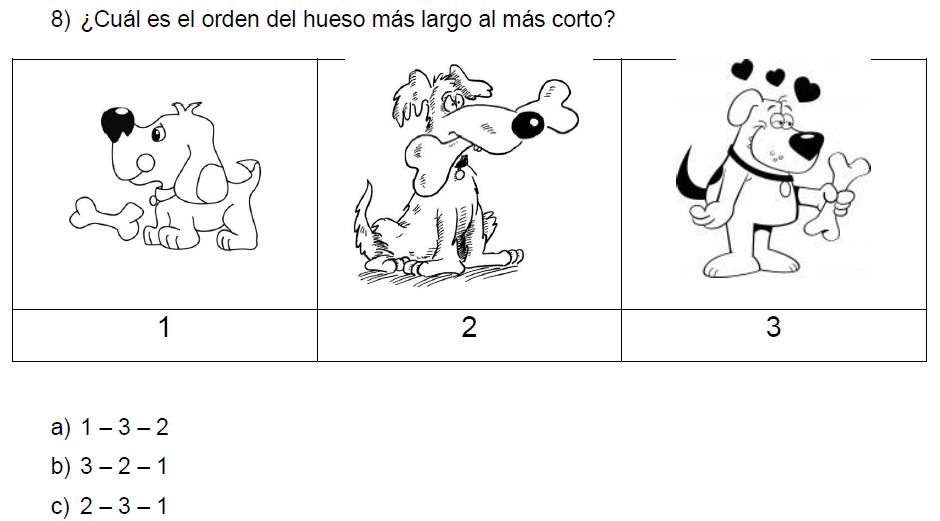 8) ¿Cuál es el orden del hueso más largo al más corto?
1 2 3
a) 1 – 3 – 2
b) 3 – 2 – 1
c) 2 – 3 – 1